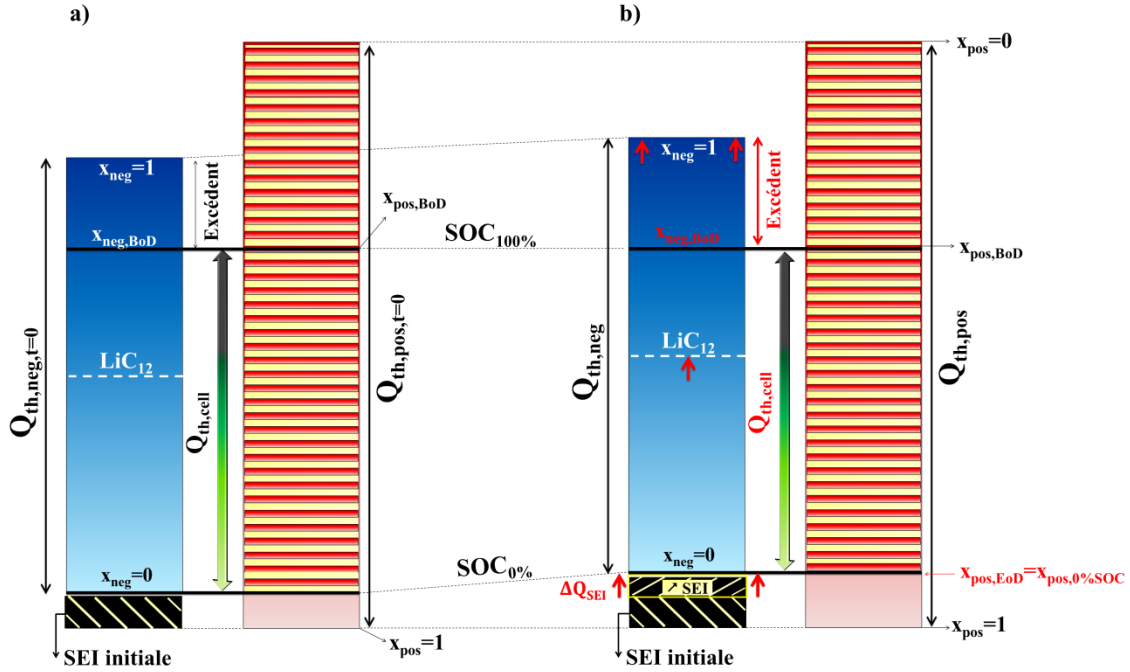 a)
b)
x_pos=0
x_neg=1
Excédent
x_neg,BoD
x_pos,BoD
SOC_100%
Q_th,neg,t=0
LiC_12
Q_th,cell
Q_th,pos,t=0
x_neg=0
SOC_0%
x_pos=1
SEI initiale
x_neg=1
Excédent
x_neg,BoD
x_pos,BoD
Q_th,neg
LiC_12
Q_th,cell
Q_th,pos
x_neg=0
ΔQ_SEI
↗ SEI
x_pos,EoD=x_pos,0%SOC
x_pos=1
SEI initiale